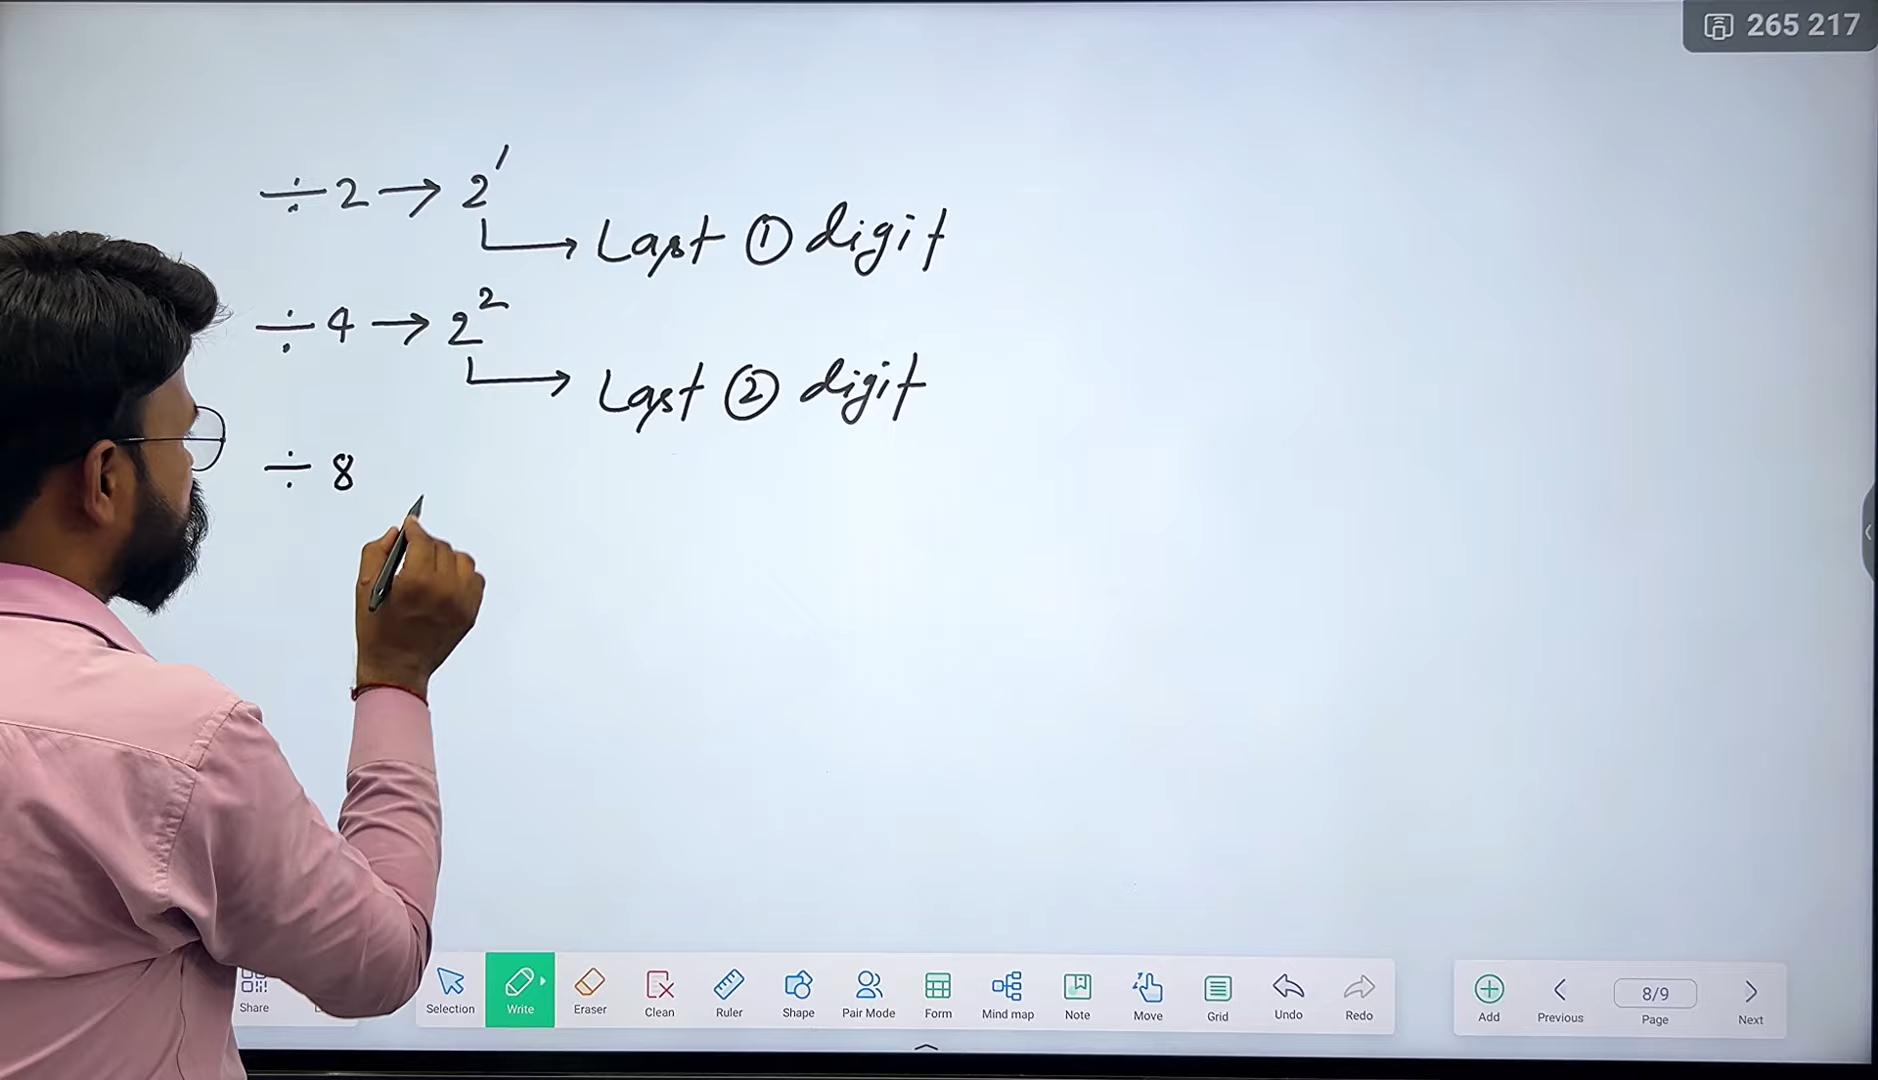 265 217
÷ 2 → 2¹
Last ① digit
÷ 4 → 2²
Last ② digit
÷ 8
Share
Selection Write Eraser Clean Ruler Shape Pair Mode Form Mind map Note Move Grid Undo Redo
Add Previous 8/9 Page Next